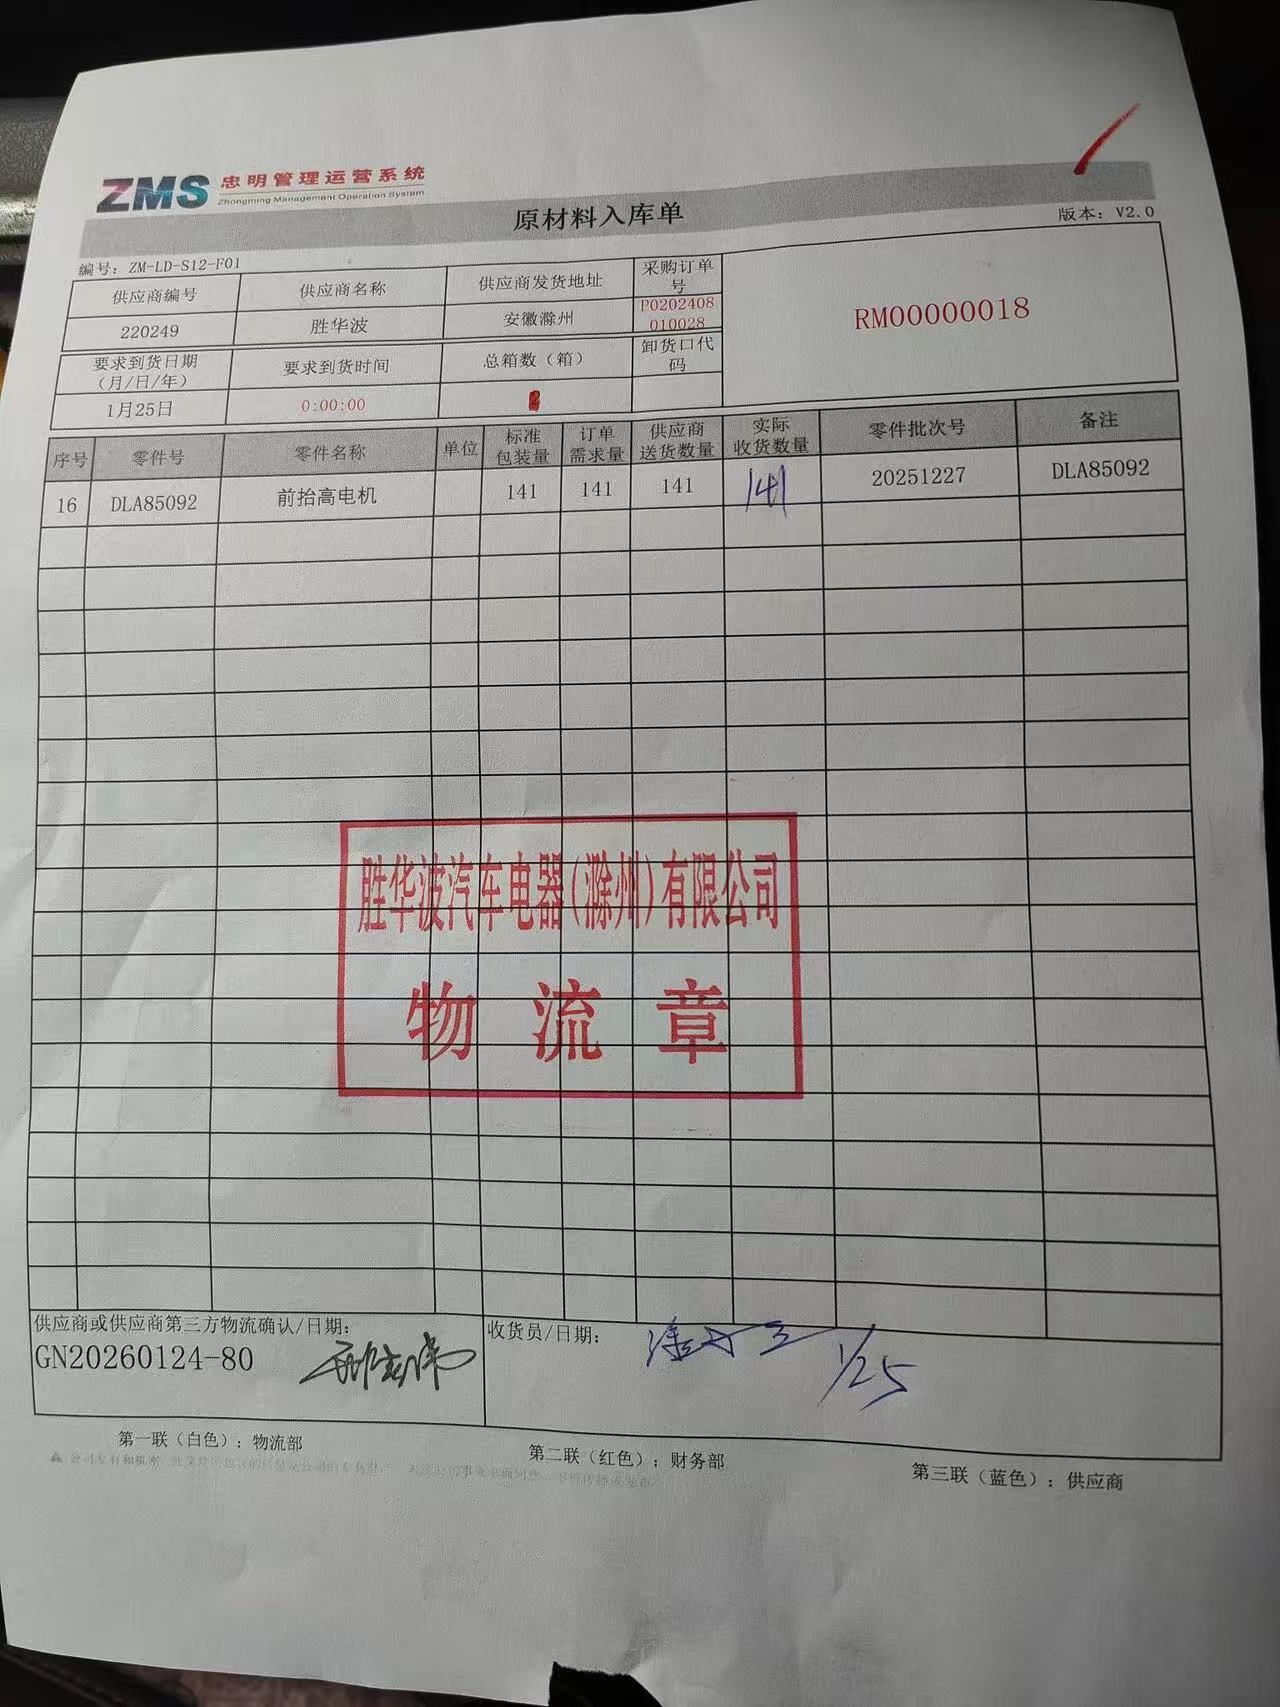 ZMS 忠明管理运营系统
Zhongming Management Operation System
原材料入库单
版本：V2.0
编号：ZM-LD-S12-F01
供应商编号 供应商名称 供应商发货地址 采购订单号
220249 胜华波 安徽滁州 P0202408010028
RM00000018
要求到货日期（月/日/年） 要求到货时间 总箱数（箱） 卸货口代码
1月25日 0:00:00
序号 零件号 零件名称 单位 标准包装量 订单需求量 供应商送货数量 实际收货数量 零件批次号 备注
16 DLA85092 前抬高电机 141 141 141 141 20251227 DLA85092
胜华波汽车电器(滁州)有限公司
物流章
供应商或供应商第三方物流确认/日期：
GN20260124-80
收货员/日期： 1/25
第一联（白色）：物流部
第二联（红色）：财务部
第三联（蓝色）：供应商